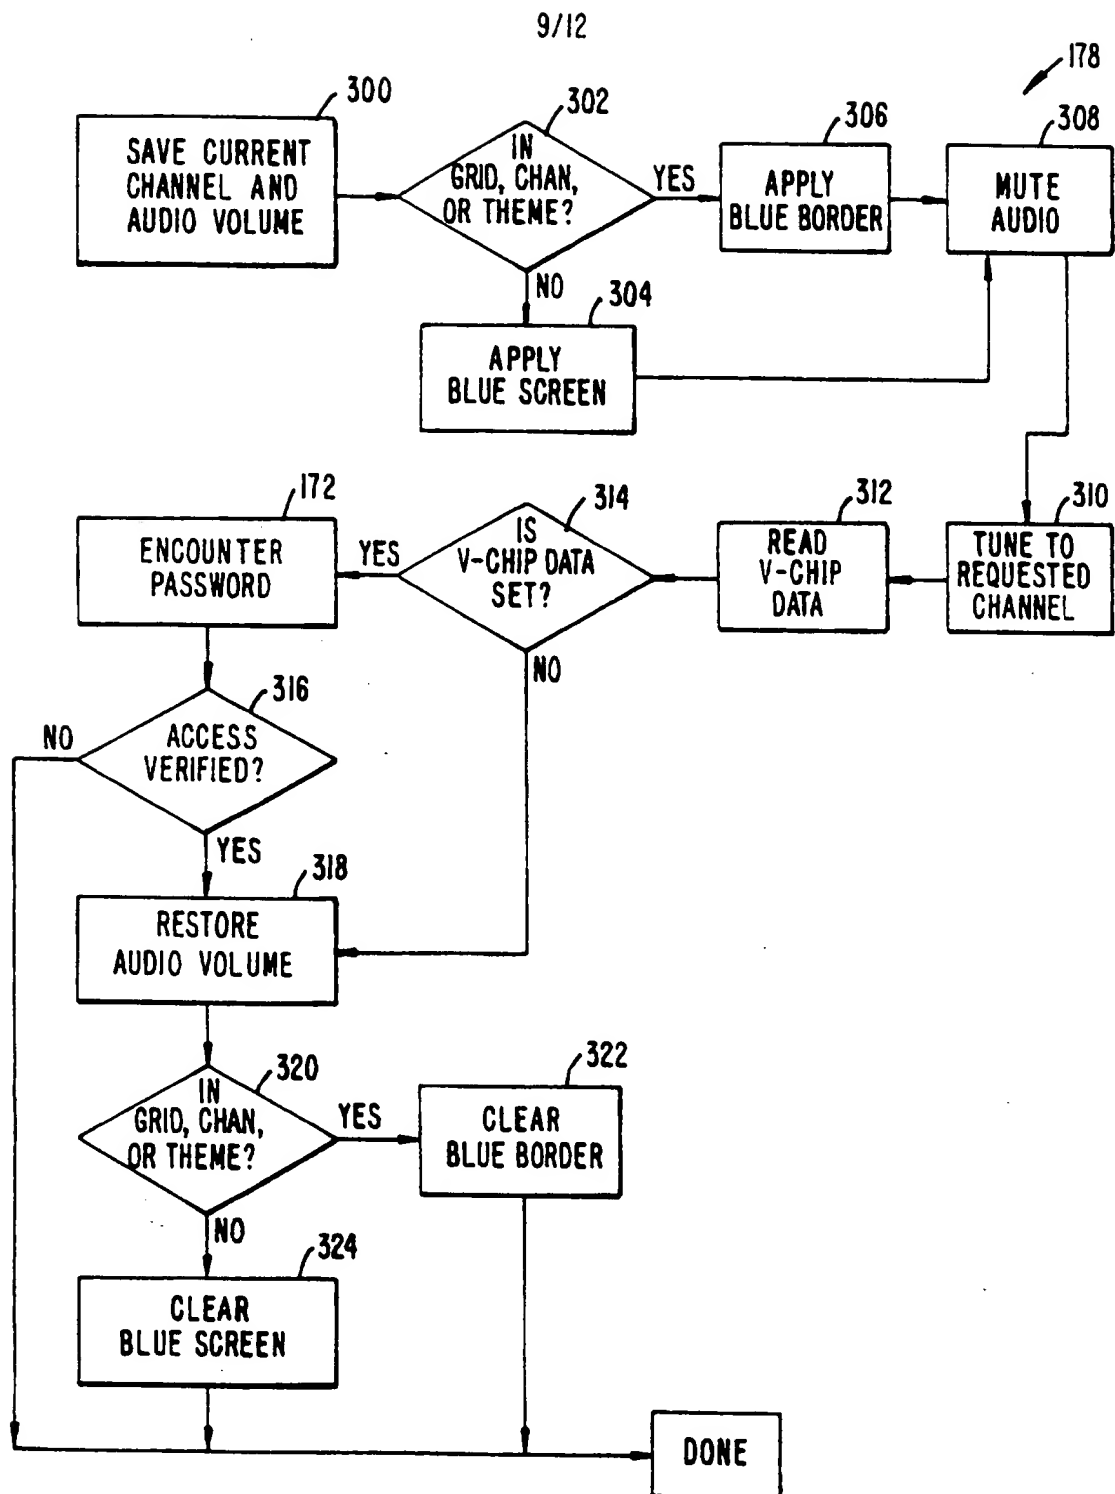 9/12
178
300
SAVE CURRENT
CHANNEL AND
AUDIO VOLUME
302
IN
GRID, CHAN,
OR THEME?
YES
NO
306
APPLY
BLUE BORDER
308
MUTE
AUDIO
304
APPLY
BLUE SCREEN
310
TUNE TO
REQUESTED
CHANNEL
312
READ
V-CHIP
DATA
314
IS
V-CHIP DATA
SET?
YES
NO
172
ENCOUNTER
PASSWORD
316
ACCESS
VERIFIED?
NO
YES
318
RESTORE
AUDIO VOLUME
320
IN
GRID, CHAN,
OR THEME?
YES
NO
322
CLEAR
BLUE BORDER
324
CLEAR
BLUE SCREEN
DONE